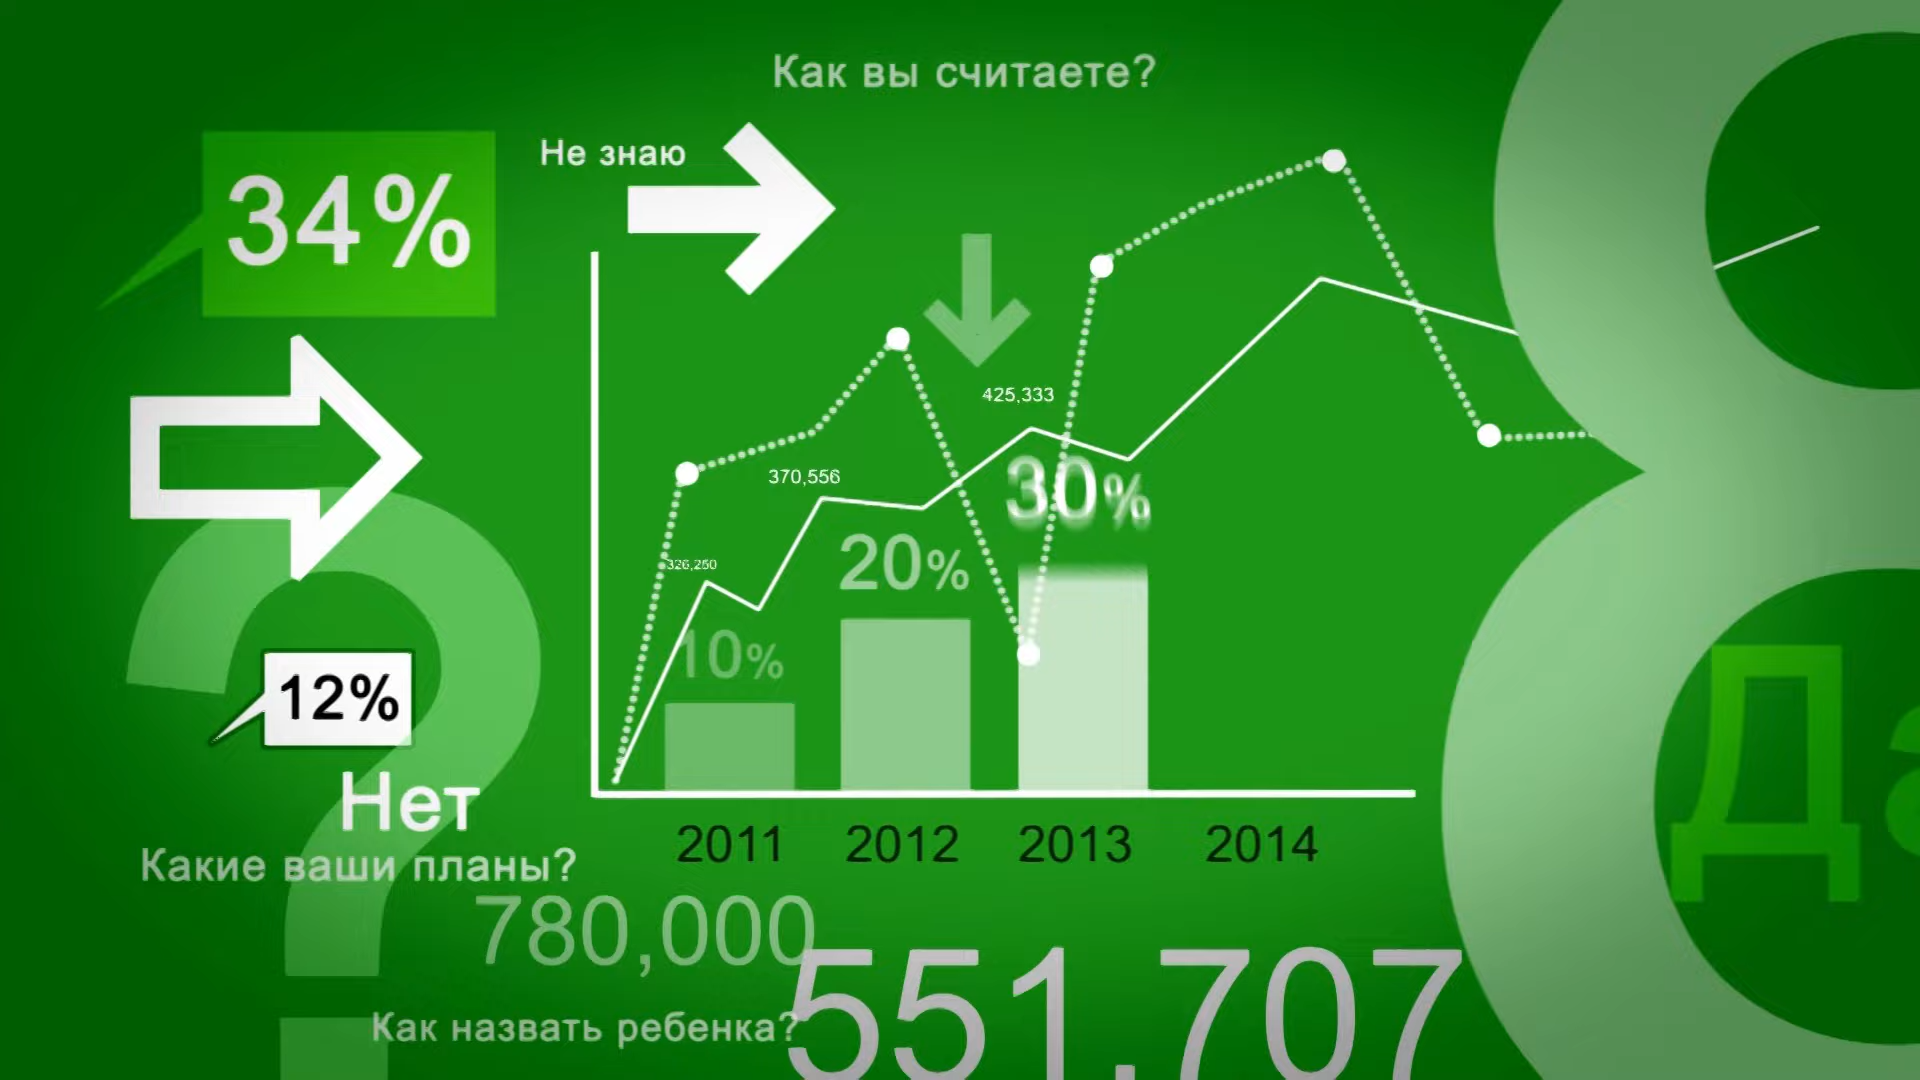 Как вы считаете?
34%
Не знаю
425,333
370,556
30%
326,250
20%
10%
12%
Нет
Какие ваши планы?
2011 2012 2013 2014
Да
780,000
551,707
Как назвать ребенка?
8
?